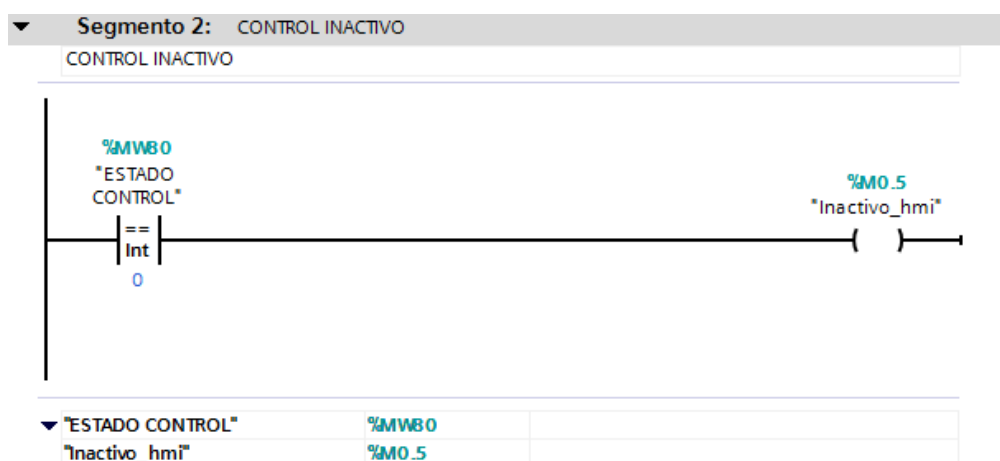 Segmento 2: CONTROL INACTIVO
CONTROL INACTIVO
%MW80
"ESTADO
CONTROL"
==
Int
0
%M0.5
"Inactivo_hmi"
"ESTADO CONTROL" %MW80
"Inactivo_hmi" %M0.5